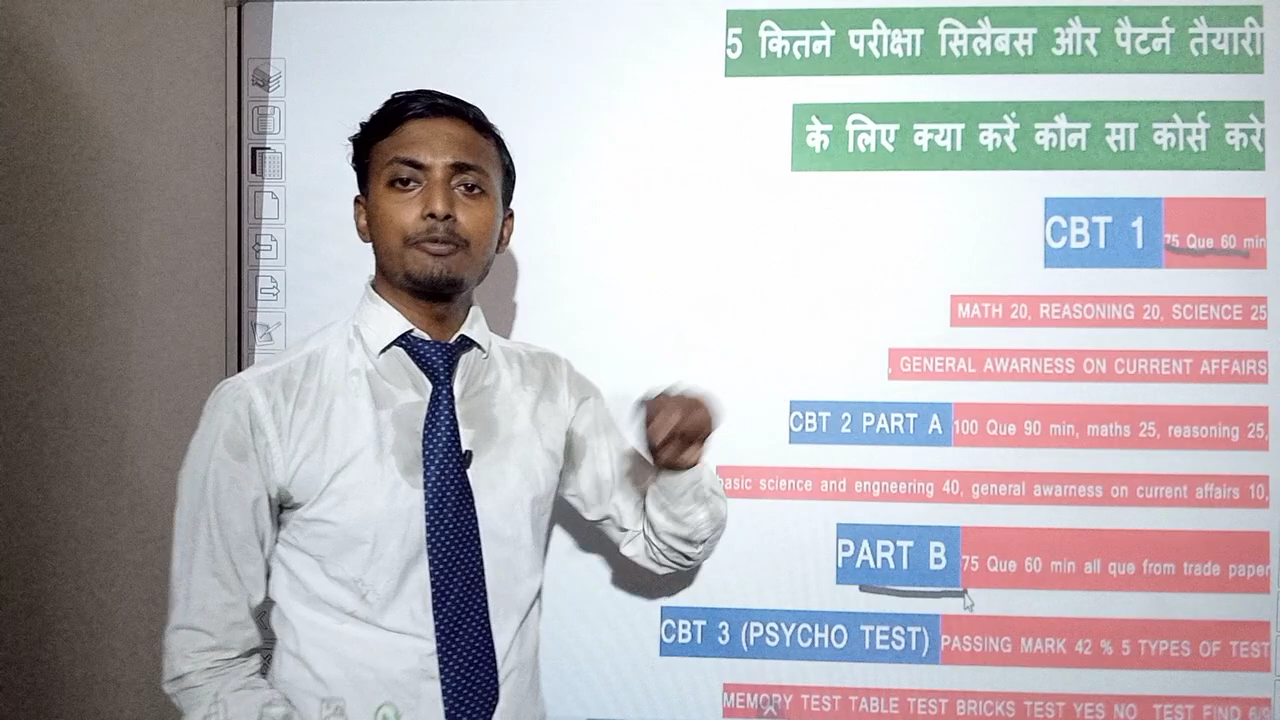 5 कितने परीक्षा सिलैबस और पैटर्न तैयारी
के लिए क्या करें कौन सा कोर्स करे
CBT 1 75 Que 60 min
MATH 20, REASONING 20, SCIENCE 25
, GENERAL AWARNESS ON CURRENT AFFAIRS
CBT 2 PART A 100 Que 90 min, maths 25, reasoning 25,
basic science and engneering 40, general awarness on current affairs 10,
PART B 75 Que 60 min all que from trade paper
CBT 3 (PSYCHO TEST) PASSING MARK 42 % 5 TYPES OF TEST
MEMORY TEST TABLE TEST BRICKS TEST YES NO TEST FIND